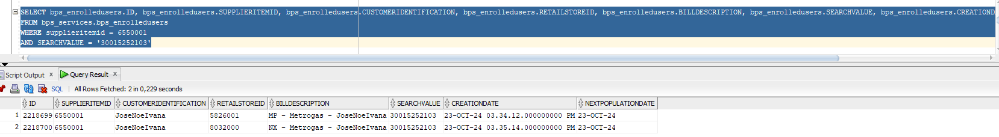 SELECT bps_enrolledusers.ID, bps_enrolledusers.SUPPLIERITEMID, bps_enrolledusers.CUSTOMERIDENTIFICATION, bps_enrolledusers.RETAILSTOREID, bps_enrolledusers.BILLDESCRIPTION, bps_enrolledusers.SEARCHVALUE, bps_enrolledusers.CREATIOND
FROM bps_services.bps_enrolledusers
WHERE supplieritemid = 6550001
AND SEARCHVALUE = '30015252103'
Script Output x Query Result x
SQL | All Rows Fetched: 2 in 0,229 seconds
ID SUPPLIERITEMID CUSTOMERIDENTIFICATION RETAILSTOREID BILLDESCRIPTION SEARCHVALUE CREATIONDATE NEXTPOPULATIONDATE
1 2218699 6550001 JoseNoeIvana 5826001 MP - Metrogas - JoseNoeIvana 30015252103 23-OCT-24 03.34.12.000000000 PM 23-OCT-24
2 2218700 6550001 JoseNoeIvana 8032000 NX - Metrogas - JoseNoeIvana 30015252103 23-OCT-24 03.35.14.000000000 PM 23-OCT-24